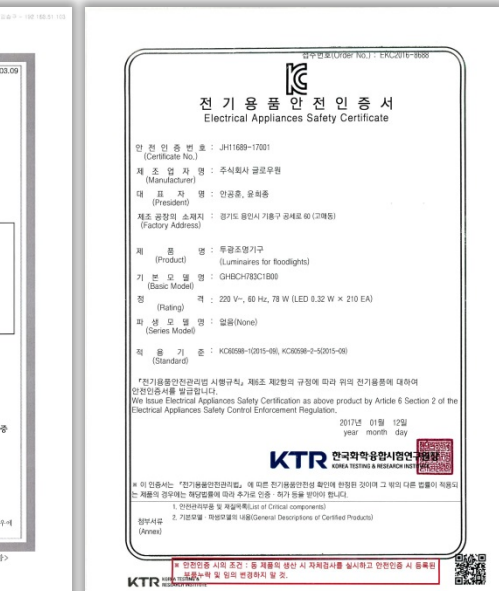 03.09
접수번호(Order No.) : EKC2016-8688
전 기 용 품 안 전 인 증 서
Electrical Appliances Safety Certificate
안 전 인 증 번 호 : JH11689-17001
(Certificate No.)
제 조 업 자 명 : 주식회사 글로우원
(Manufacturer)
대 표 자 명 : 안공훈, 윤희종
(President)
제조 공장의 소재지 : 경기도 용인시 기흥구 공세로 60 (고매동)
(Factory Address)
제 품 명 : 투광조명기구
(Product) (Luminaires for floodlights)
기 본 모 델 명 : GHBCH783C1B00
(Basic Model)
정 격 : 220 V~, 60 Hz, 78 W (LED 0.32 W × 210 EA)
(Rating)
파 생 모 델 명 : 없음(None)
(Series Model)
적 용 기 준 : KC60598-1(2015-09), KC60598-2-5(2015-09)
(Standard)
『전기용품안전관리법 시행규칙』 제6조 제2항의 규정에 따라 위의 전기용품에 대하여
안전인증서를 발급합니다.
We Issue Electrical Appliances Safety Certification as above product by Article 6 Section 2 of the
Electrical Appliances Safety Control Enforcement Regulation.
2017년 01월 12일
year month day
KTR 한국화학융합시험연구원장
KOREA TESTING & RESEARCH INSTITUTE
※ 이 인증서는 『전기용품안전관리법』에 따른 전기용품안전성 확인에 한정된 것이며 그 밖의 다른 법률이 적용되
는 제품의 경우에는 해당법률에 따라 추가로 인증ㆍ허가 등을 받아야 합니다.
1. 안전관리부품 및 재질목록(List of Critical components)
첨부서류 2. 기본모델ㆍ파생모델의 내용(General Descriptions of Certified Products)
(Annex)
※ 안전인증 시의 조건 : 동 제품의 생산 시 자체검사를 실시하고 안전인증 시 등록된
부품누락 및 임의 변경하지 말 것.
KTR KOREA TESTING &
RESEARCH INSTITUTE